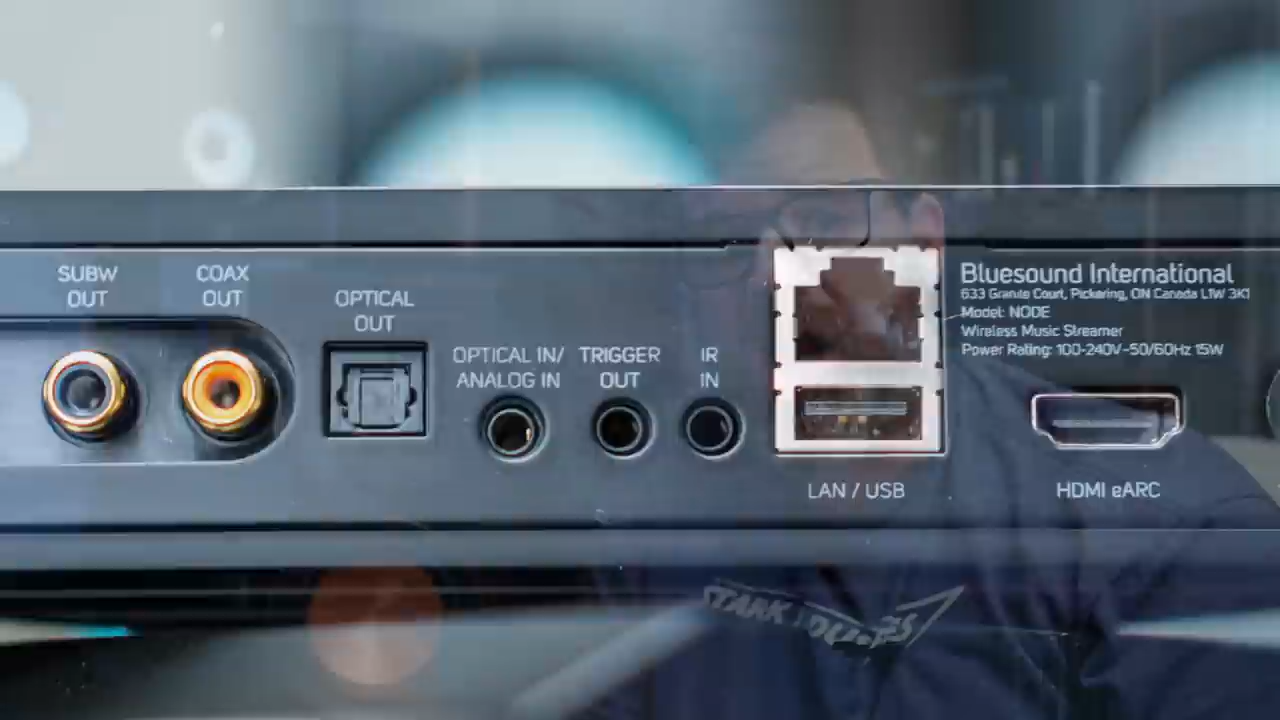 SUBW
OUT
COAX
OUT
OPTICAL
OUT
OPTICAL IN/
ANALOG IN
TRIGGER
OUT
IR
IN
LAN / USB
Bluesound International
633 Granite Court, Pickering, ON Canada L1W 3K1
Model: NODE
Wireless Music Streamer
Power Rating: 100-240V~50/60Hz 15W
HDMI eARC
STARK